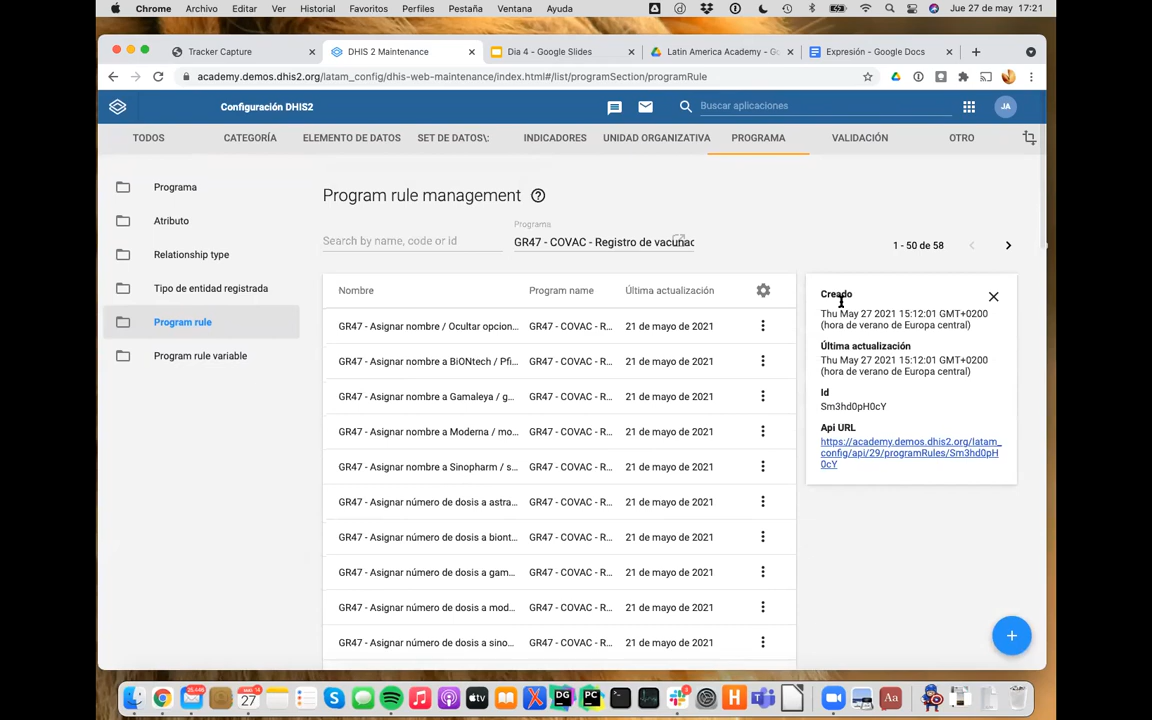 Chrome Archivo Editar Ver Historial Favoritos Perfiles Pestaña Ventana Ayuda Jue 27 de may 17:21
Tracker Capture DHIS 2 Maintenance Dia 4 - Google Slides Latin America Academy - Go Expresión - Google Docs
academy.demos.dhis2.org/latam_config/dhis-web-maintenance/index.html#/list/programSection/programRule
Configuración DHIS2 Buscar aplicaciones JA
TODOS CATEGORÍA ELEMENTO DE DATOS SET DE DATOS\; INDICADORES UNIDAD ORGANIZATIVA PROGRAMA VALIDACIÓN OTRO
Programa
Atributo
Relationship type
Tipo de entidad registrada
Program rule
Program rule variable
Program rule management
Programa
Search by name, code or id GR47 - COVAC - Registro de vacunac 1 - 50 de 58
Nombre Program name Última actualización
GR47 - Asignar nombre / Ocultar opcion... GR47 - COVAC - R... 21 de mayo de 2021
GR47 - Asignar nombre a BiONtech / Pfi... GR47 - COVAC - R... 21 de mayo de 2021
GR47 - Asignar nombre a Gamaleya / g... GR47 - COVAC - R... 21 de mayo de 2021
GR47 - Asignar nombre a Moderna / mo... GR47 - COVAC - R... 21 de mayo de 2021
GR47 - Asignar nombre a Sinopharm / s... GR47 - COVAC - R... 21 de mayo de 2021
GR47 - Asignar número de dosis a astra... GR47 - COVAC - R... 21 de mayo de 2021
GR47 - Asignar número de dosis a biont... GR47 - COVAC - R... 21 de mayo de 2021
GR47 - Asignar número de dosis a gam... GR47 - COVAC - R... 21 de mayo de 2021
GR47 - Asignar número de dosis a mod... GR47 - COVAC - R... 21 de mayo de 2021
GR47 - Asignar número de dosis a sino... GR47 - COVAC - R... 21 de mayo de 2021
Creado
Thu May 27 2021 15:12:01 GMT+0200
(hora de verano de Europa central)
Última actualización
Thu May 27 2021 15:12:01 GMT+0200
(hora de verano de Europa central)
Id
Sm3hd0pH0cY
Api URL
https://academy.demos.dhis2.org/latam_
config/api/29/programRules/Sm3hd0pH
0cY
27 tv DG PC H Aa